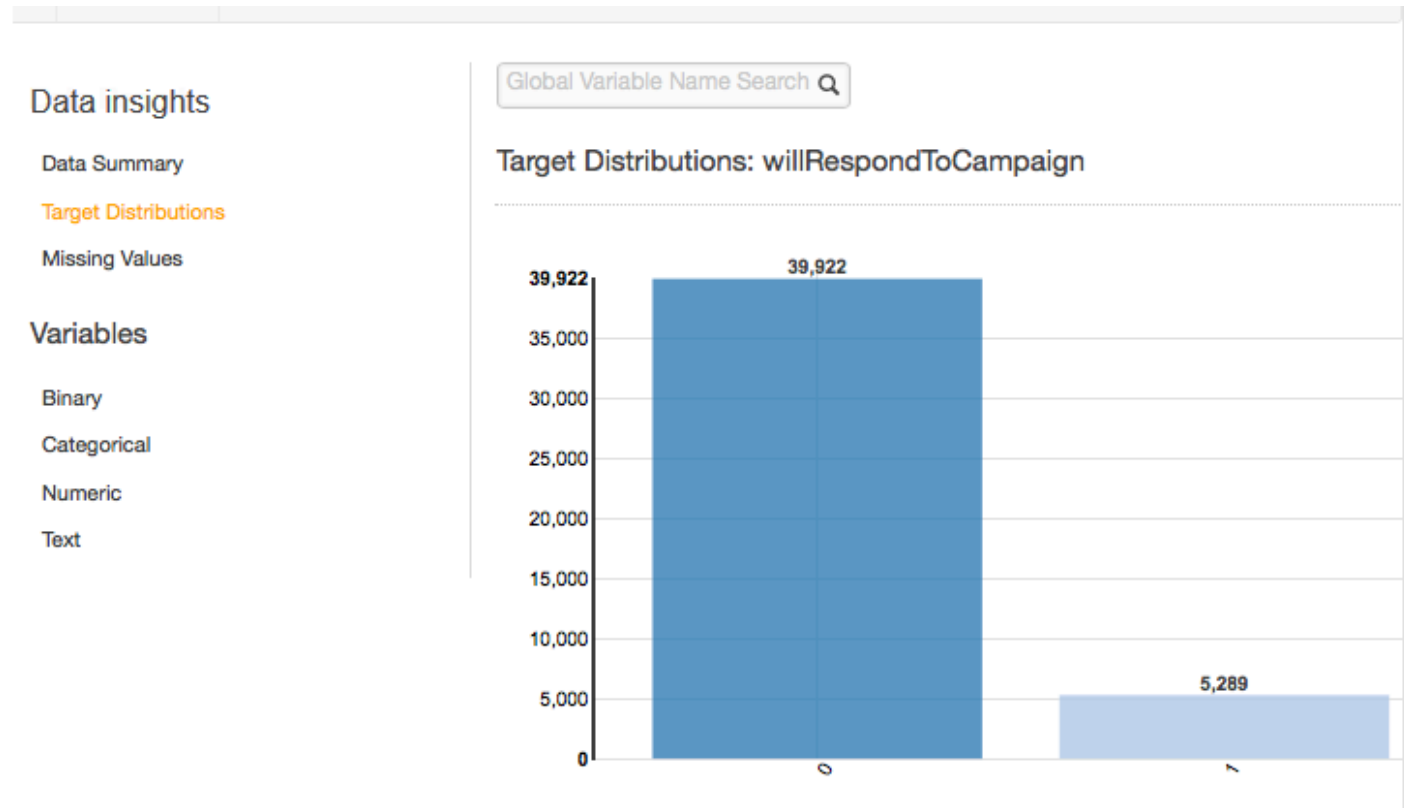 Data insights
Data Summary
Target Distributions
Missing Values
Variables
Binary
Categorical
Numeric
Text
Global Variable Name Search
Target Distributions: willRespondToCampaign
39,922
39,922
35,000
30,000
25,000
20,000
15,000
10,000
5,289
5,000
0
0
1